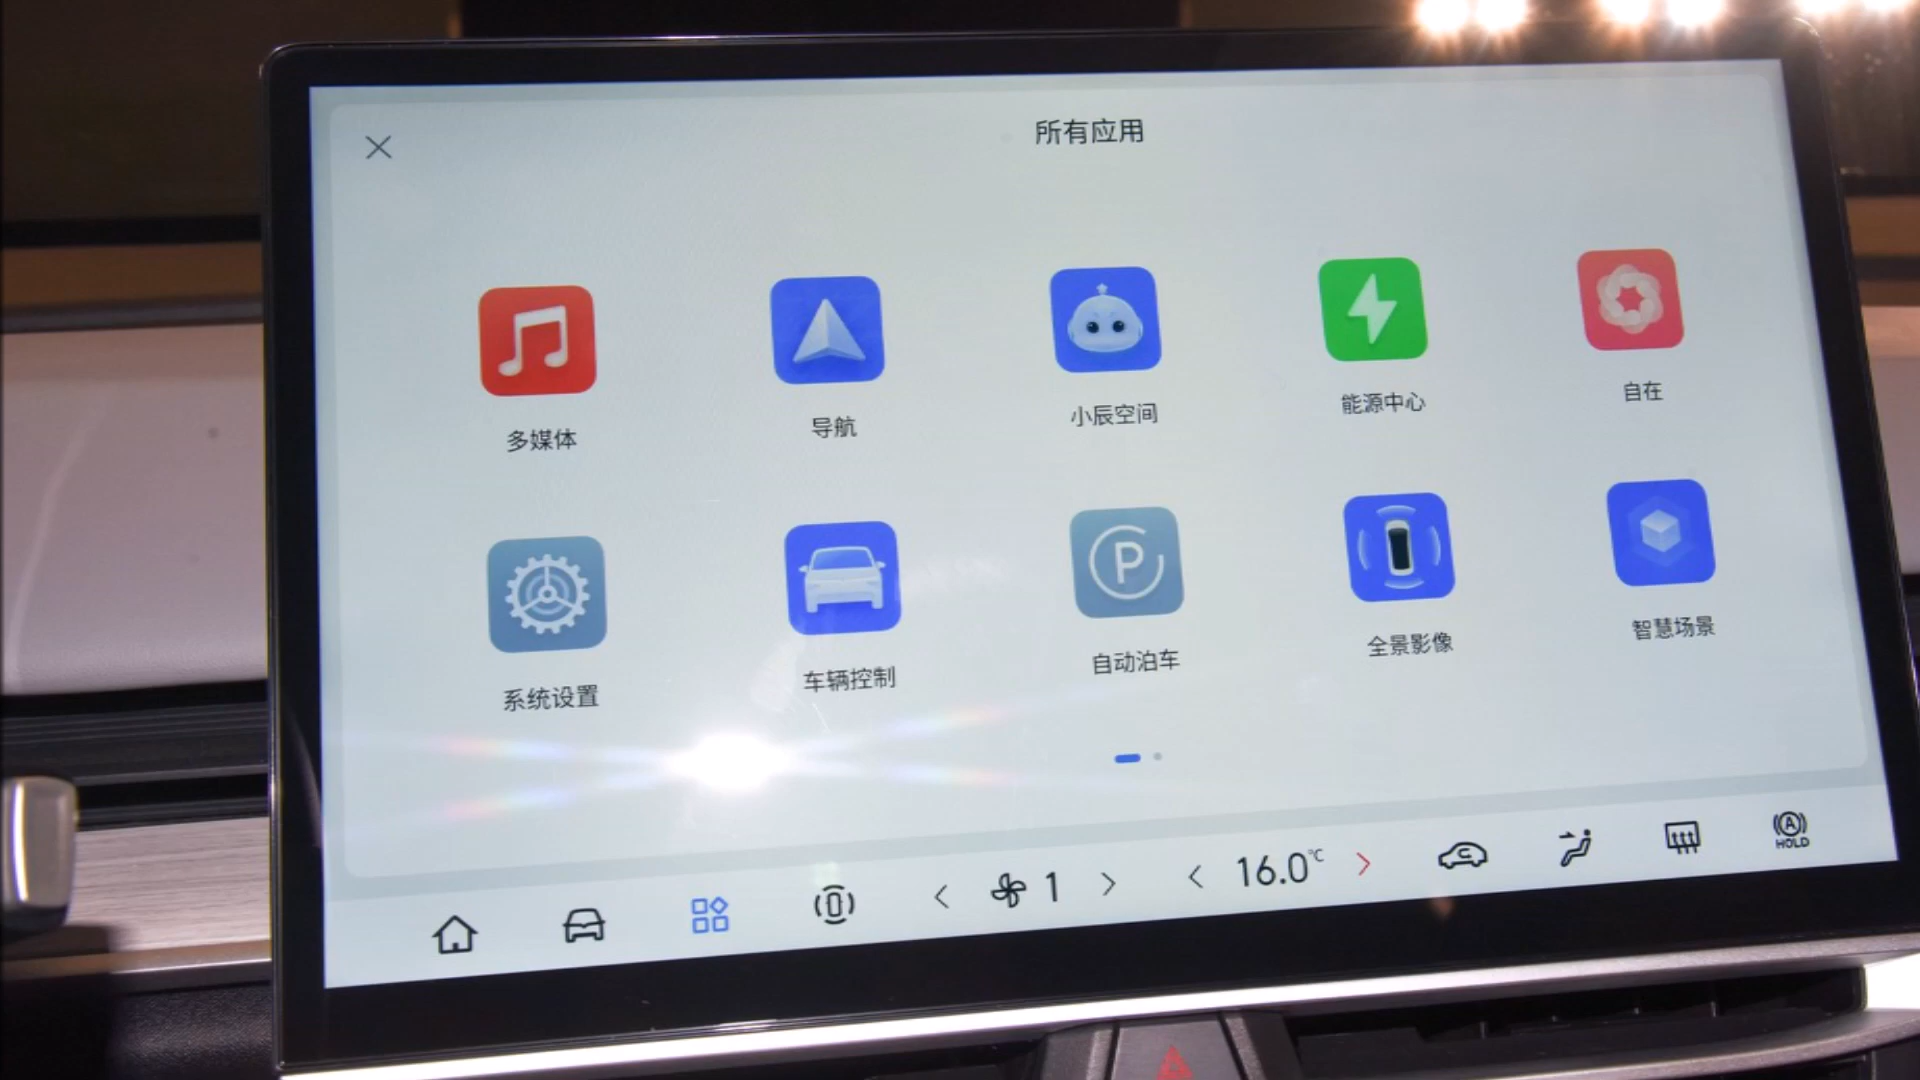 所有应用
多媒体
导航
小辰空间
能源中心
自在
系统设置
车辆控制
P
自动泊车
全景影像
智慧场景
1
16.0℃
A
HOLD